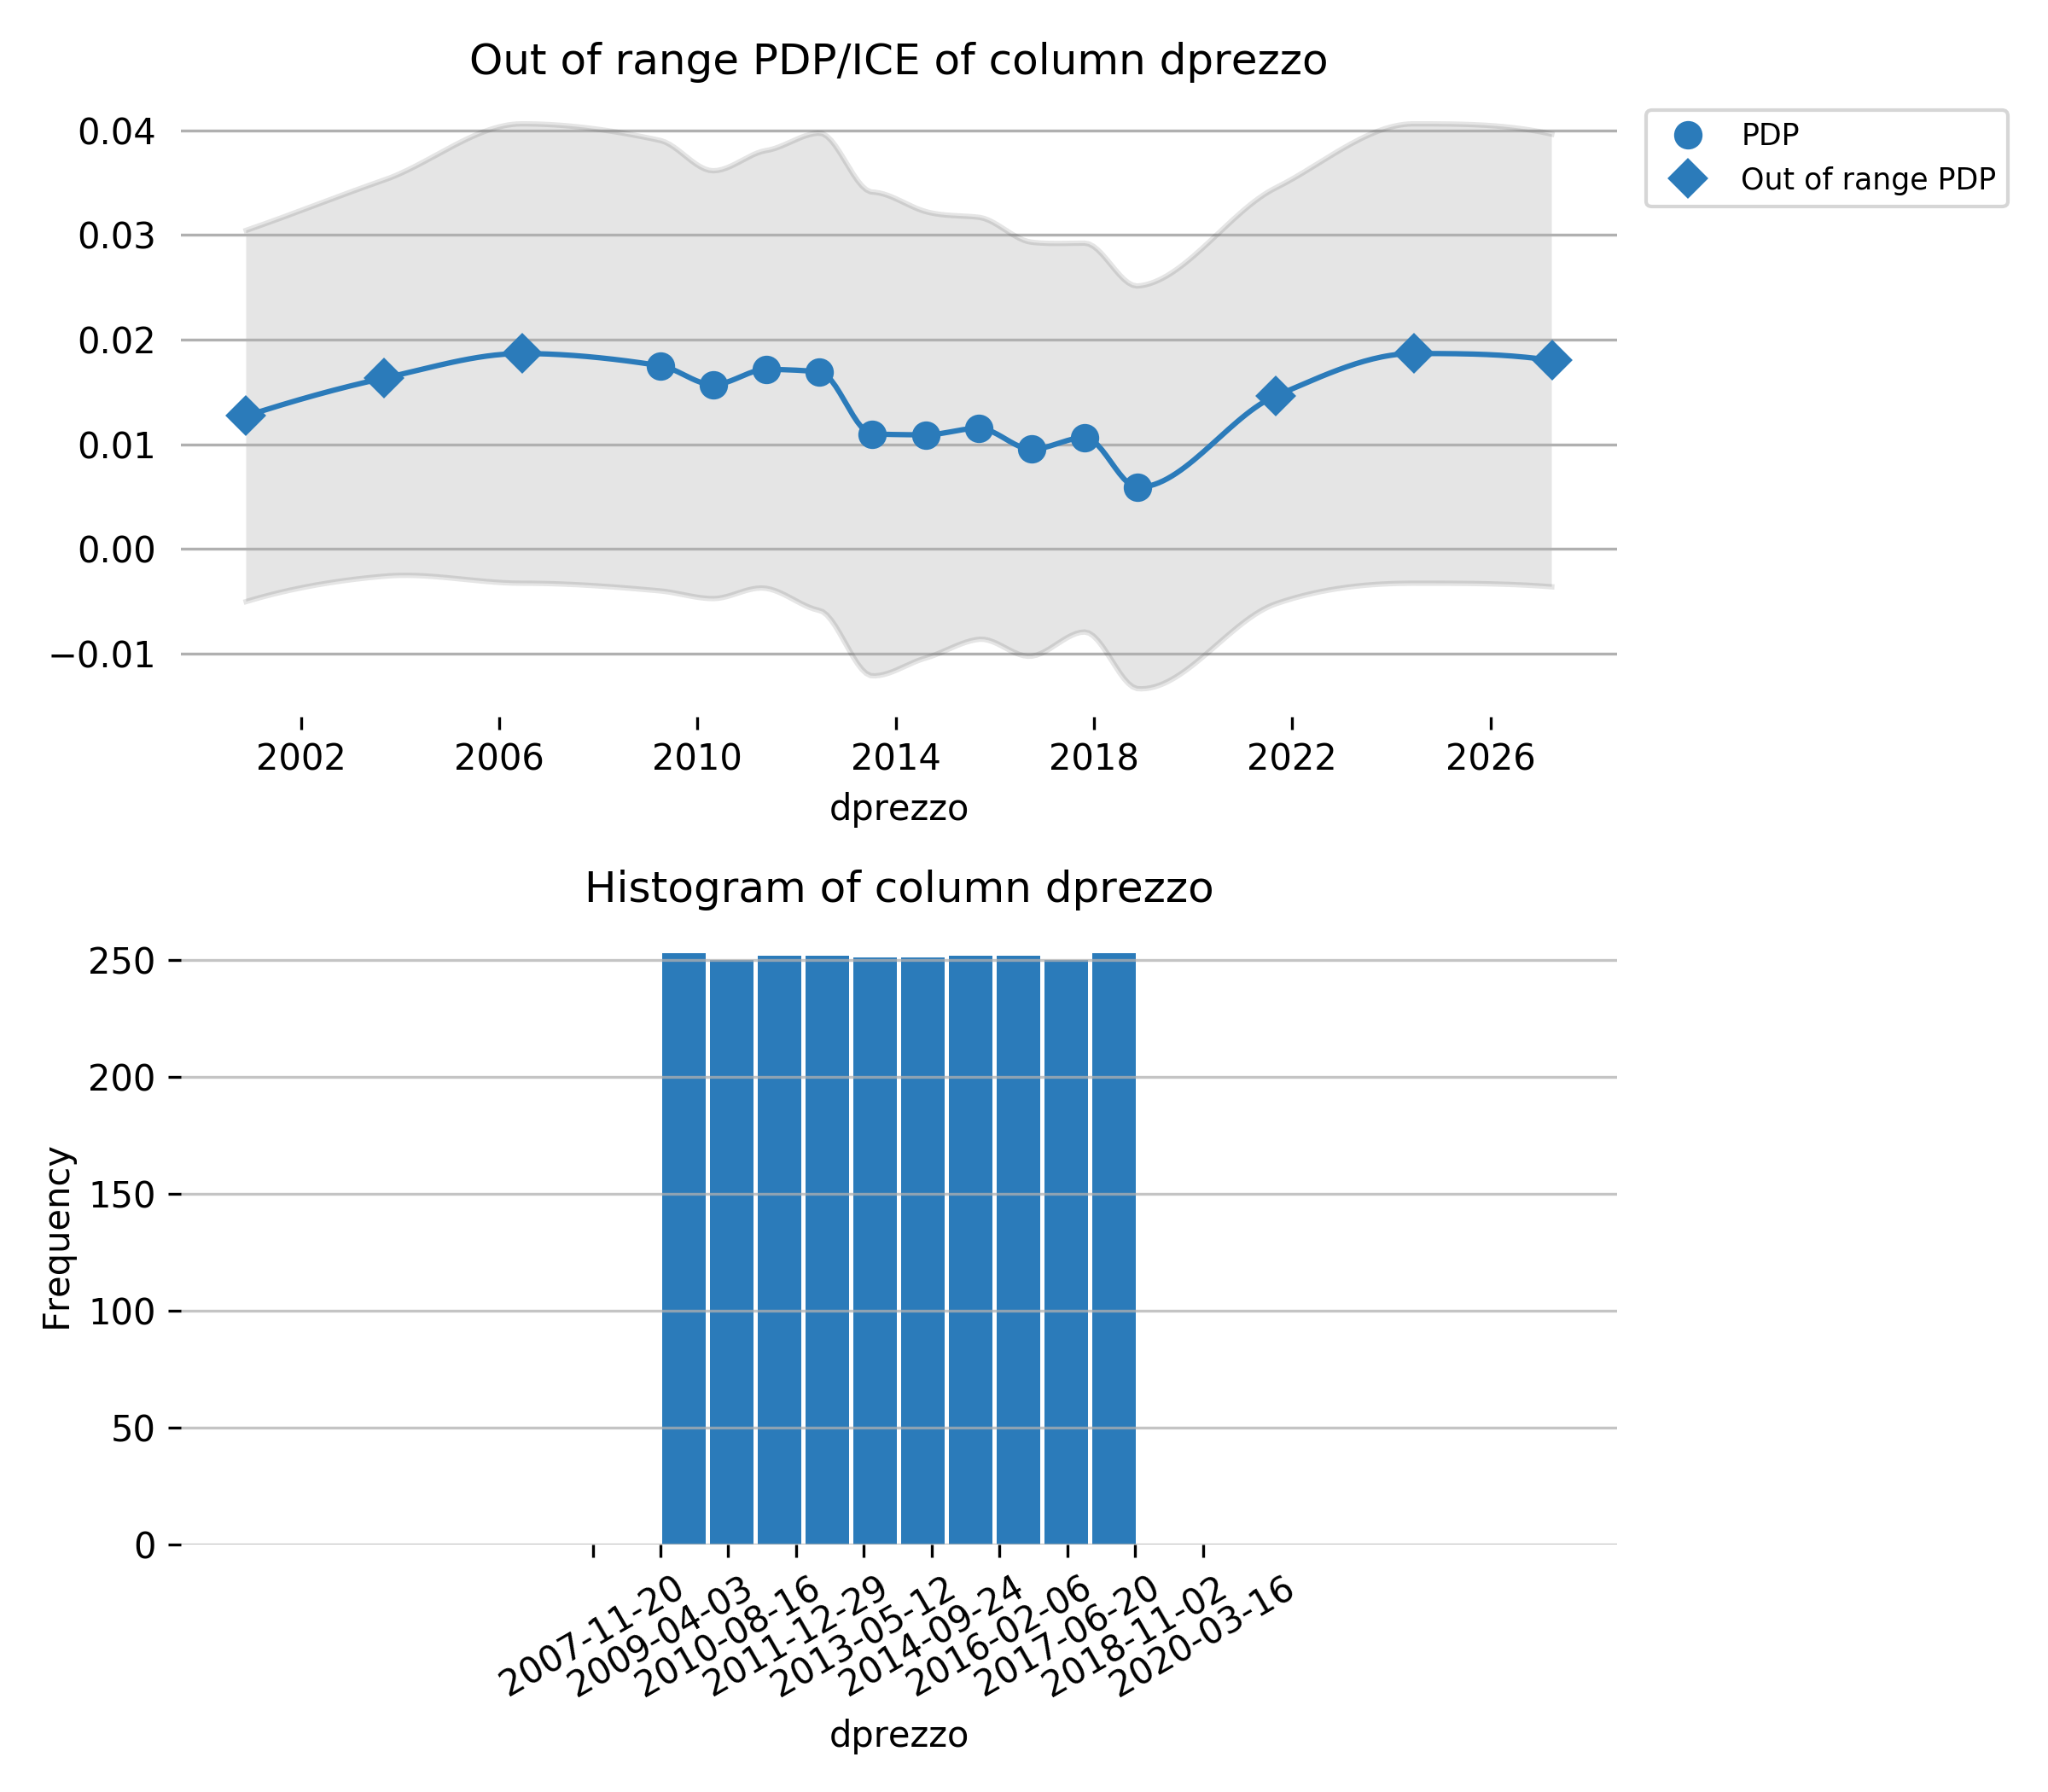 Out of range PDP/ICE of column dprezzo
PDP
Out of range PDP
0.04
0.03
0.02
0.01
0.00
−0.01
2002 2006 2010 2014 2018 2022 2026
dprezzo
Histogram of column dprezzo
Frequency
250
200
150
100
50
0
2007-11-20
2009-04-03
2010-08-16
2011-12-29
2013-05-12
2014-09-24
2016-02-06
2017-06-20
2018-11-02
2020-03-16
dprezzo